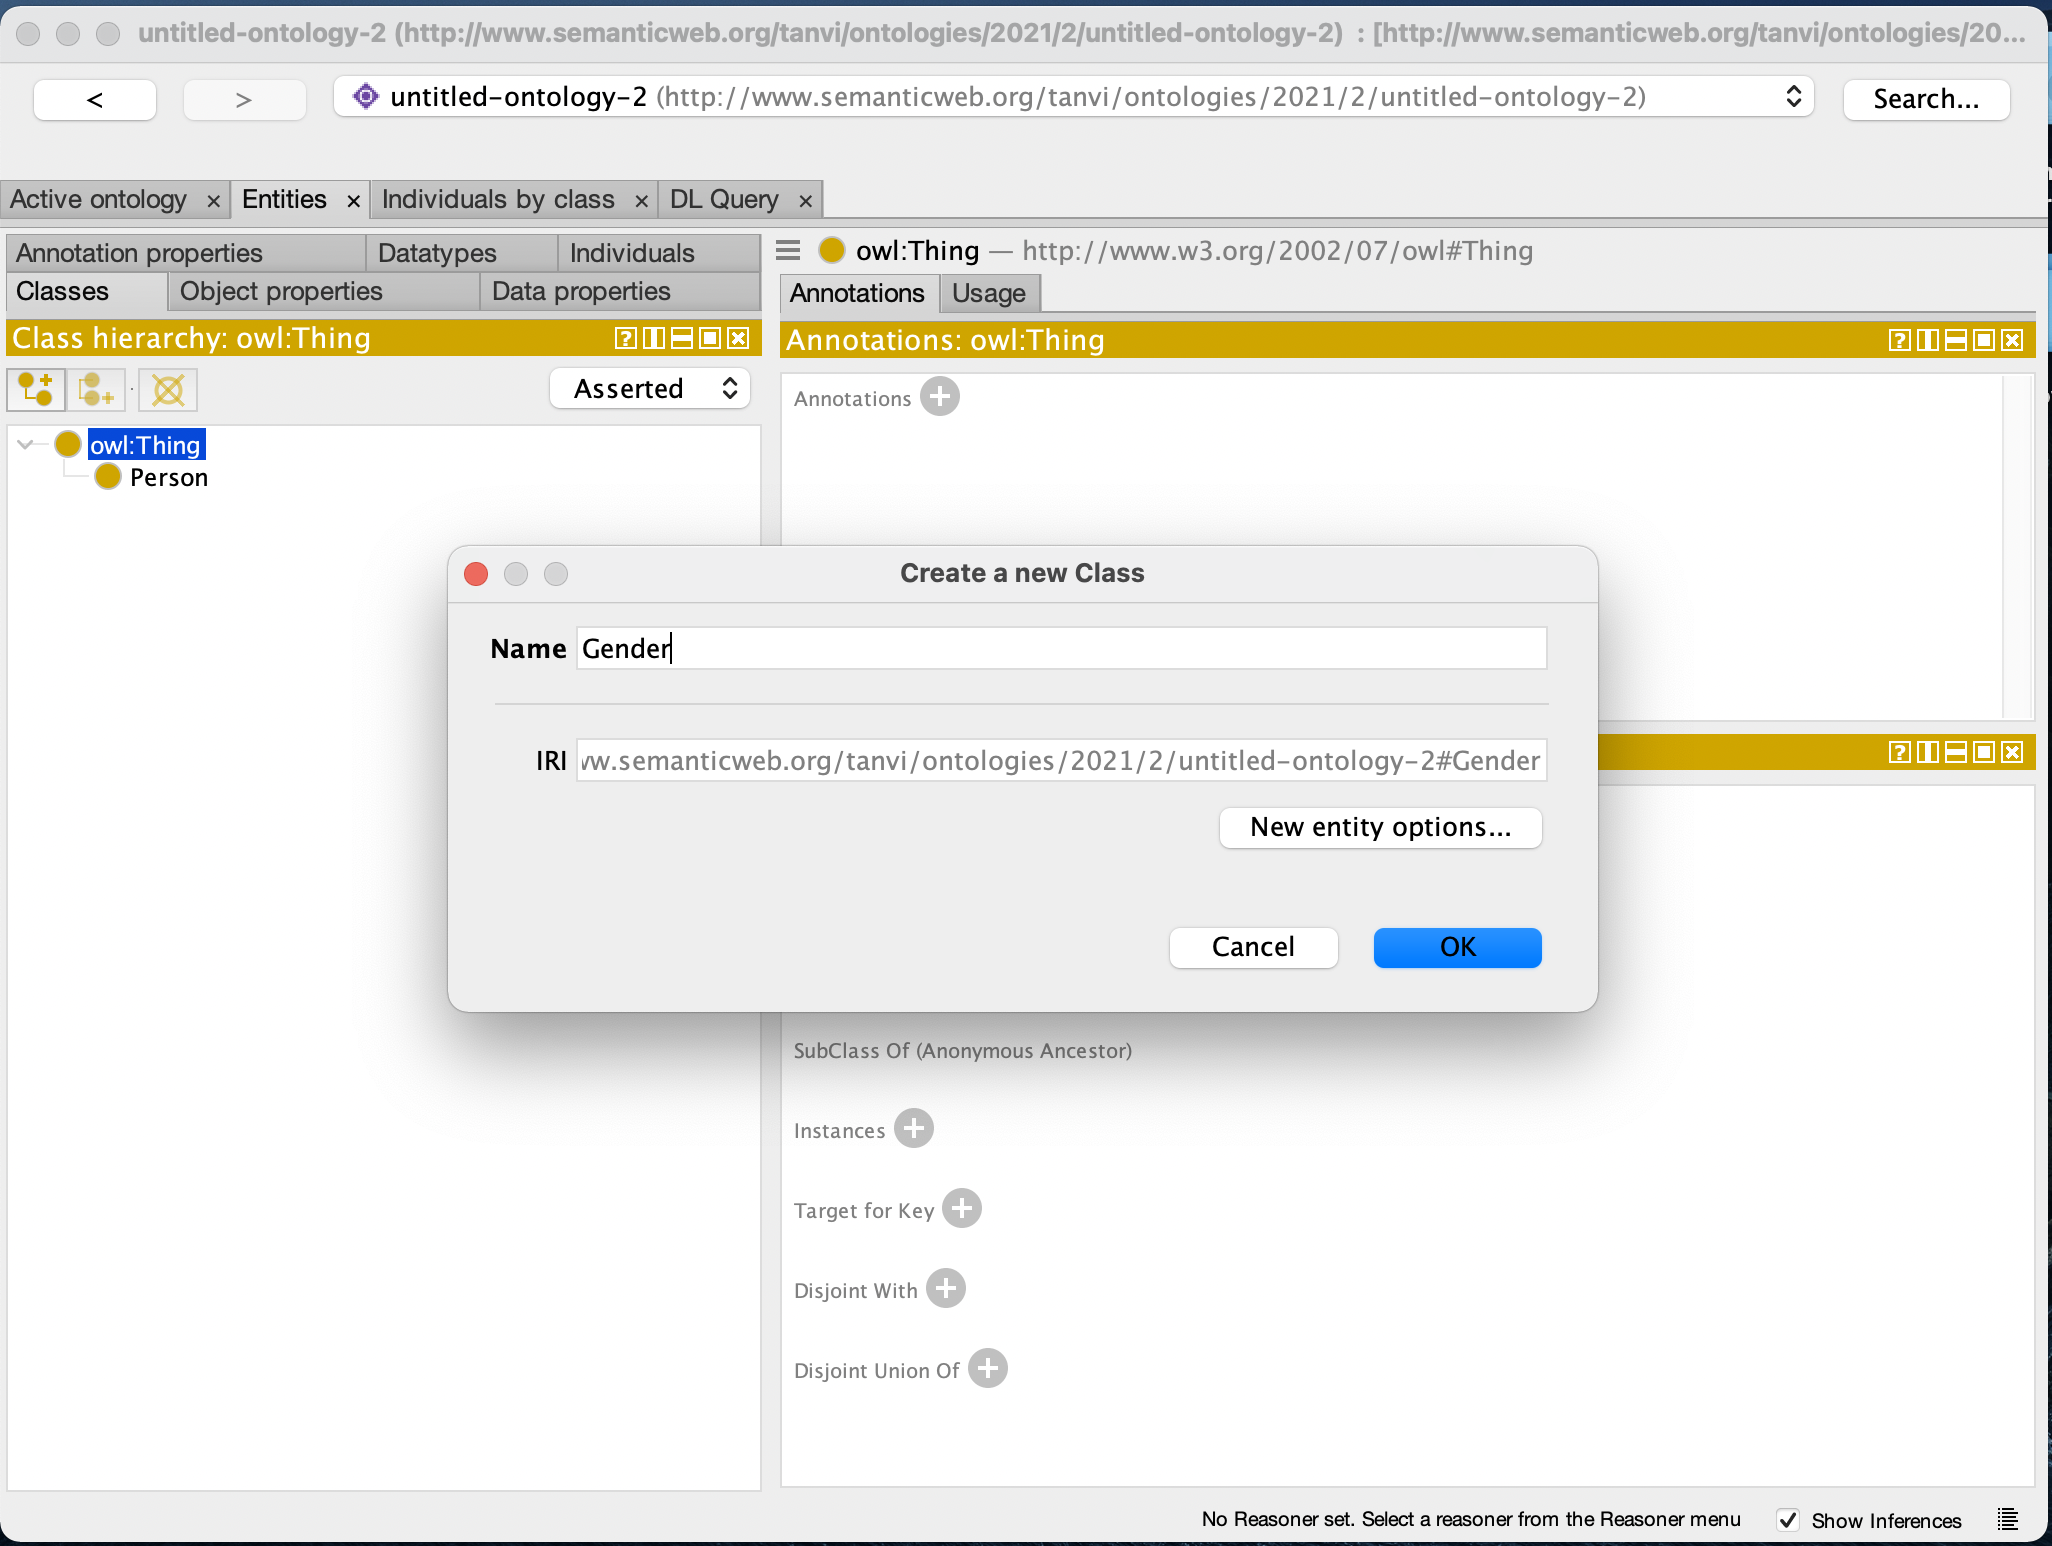 untitled-ontology-2 (http://www.semanticweb.org/tanvi/ontologies/2021/2/untitled-ontology-2) : [http://www.semanticweb.org/tanvi/ontologies/20...
< > untitled-ontology-2 (http://www.semanticweb.org/tanvi/ontologies/2021/2/untitled-ontology-2) Search...
Active ontology × Entities × Individuals by class × DL Query ×
Annotation properties Datatypes Individuals
Classes Object properties Data properties
Class hierarchy: owl:Thing
Asserted
owl:Thing
Person
owl:Thing — http://www.w3.org/2002/07/owl#Thing
Annotations Usage
Annotations: owl:Thing
Annotations
Create a new Class
Name Gender
IRI w.semanticweb.org/tanvi/ontologies/2021/2/untitled-ontology-2#Gender
New entity options...
Cancel OK
SubClass Of (Anonymous Ancestor)
Instances
Target for Key
Disjoint With
Disjoint Union Of
No Reasoner set. Select a reasoner from the Reasoner menu Show Inferences